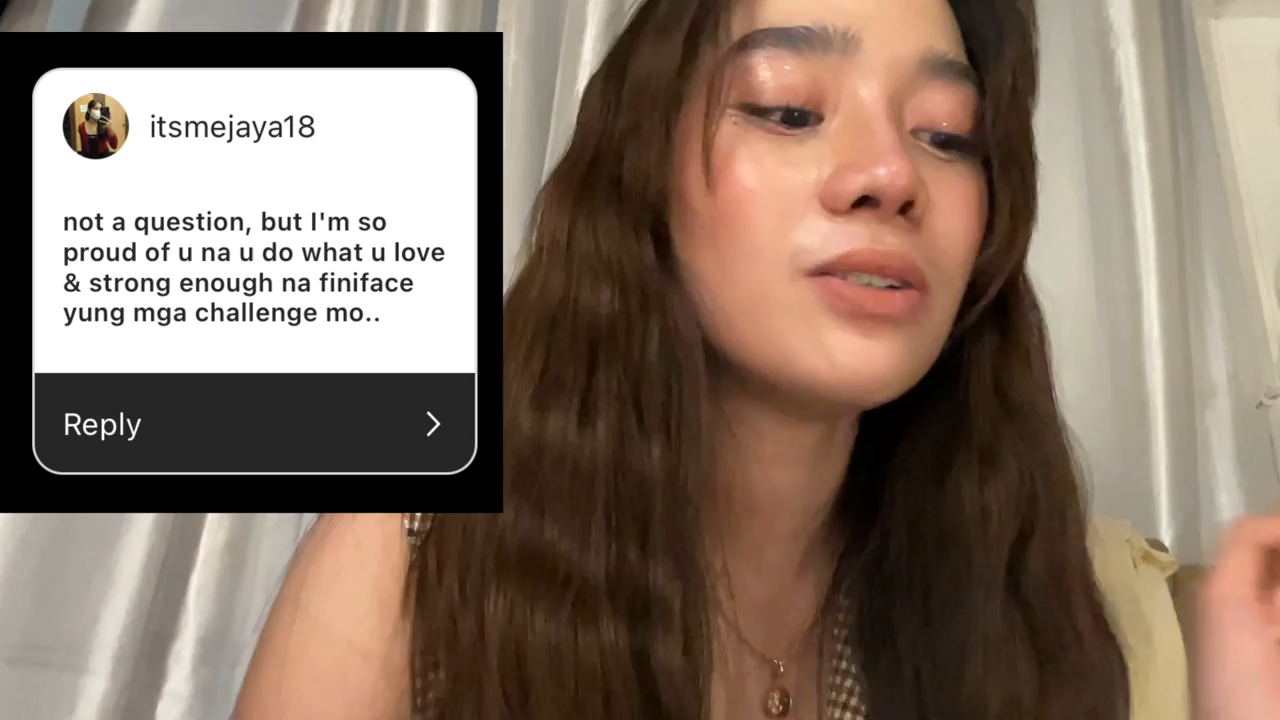 itsmejaya18
not a question, but I'm so
proud of u na u do what u love
& strong enough na finiface
yung mga challenge mo..
Reply